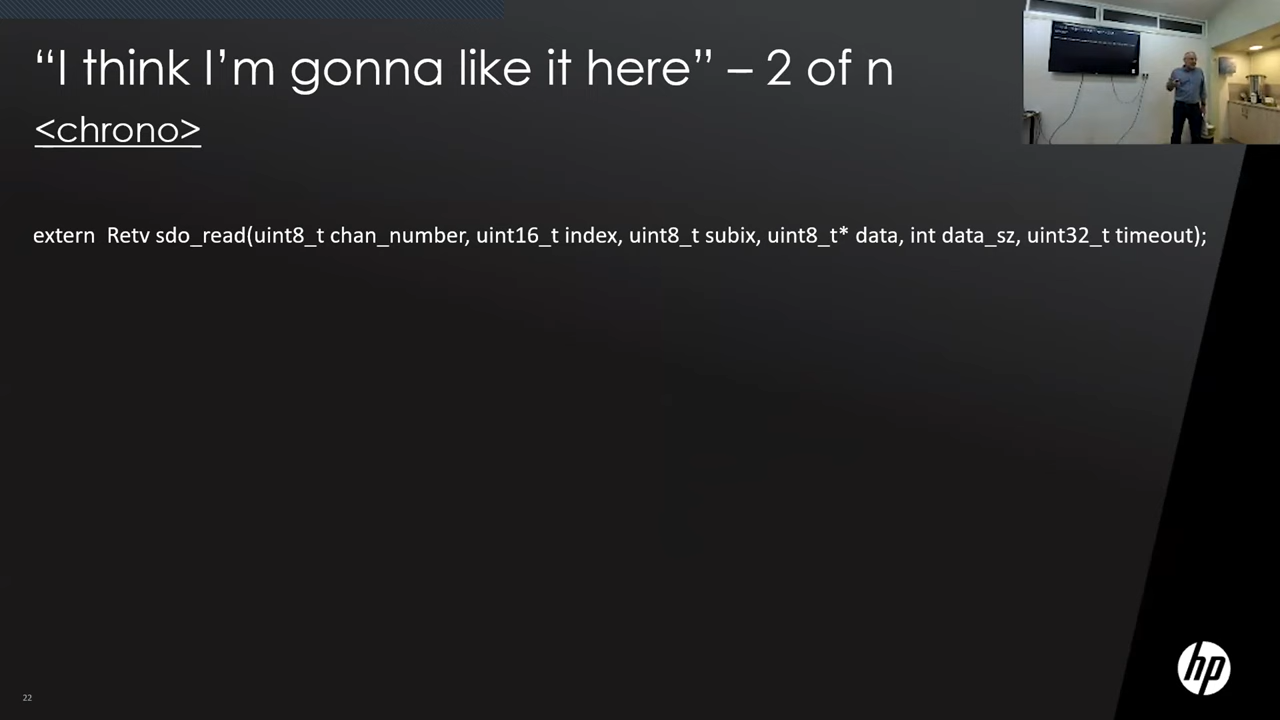 “I think I’m gonna like it here” – 2 of n
<chrono>
extern  Retv sdo_read(uint8_t chan_number, uint16_t index, uint8_t subix, uint8_t* data, int data_sz, uint32_t timeout);
hp
22